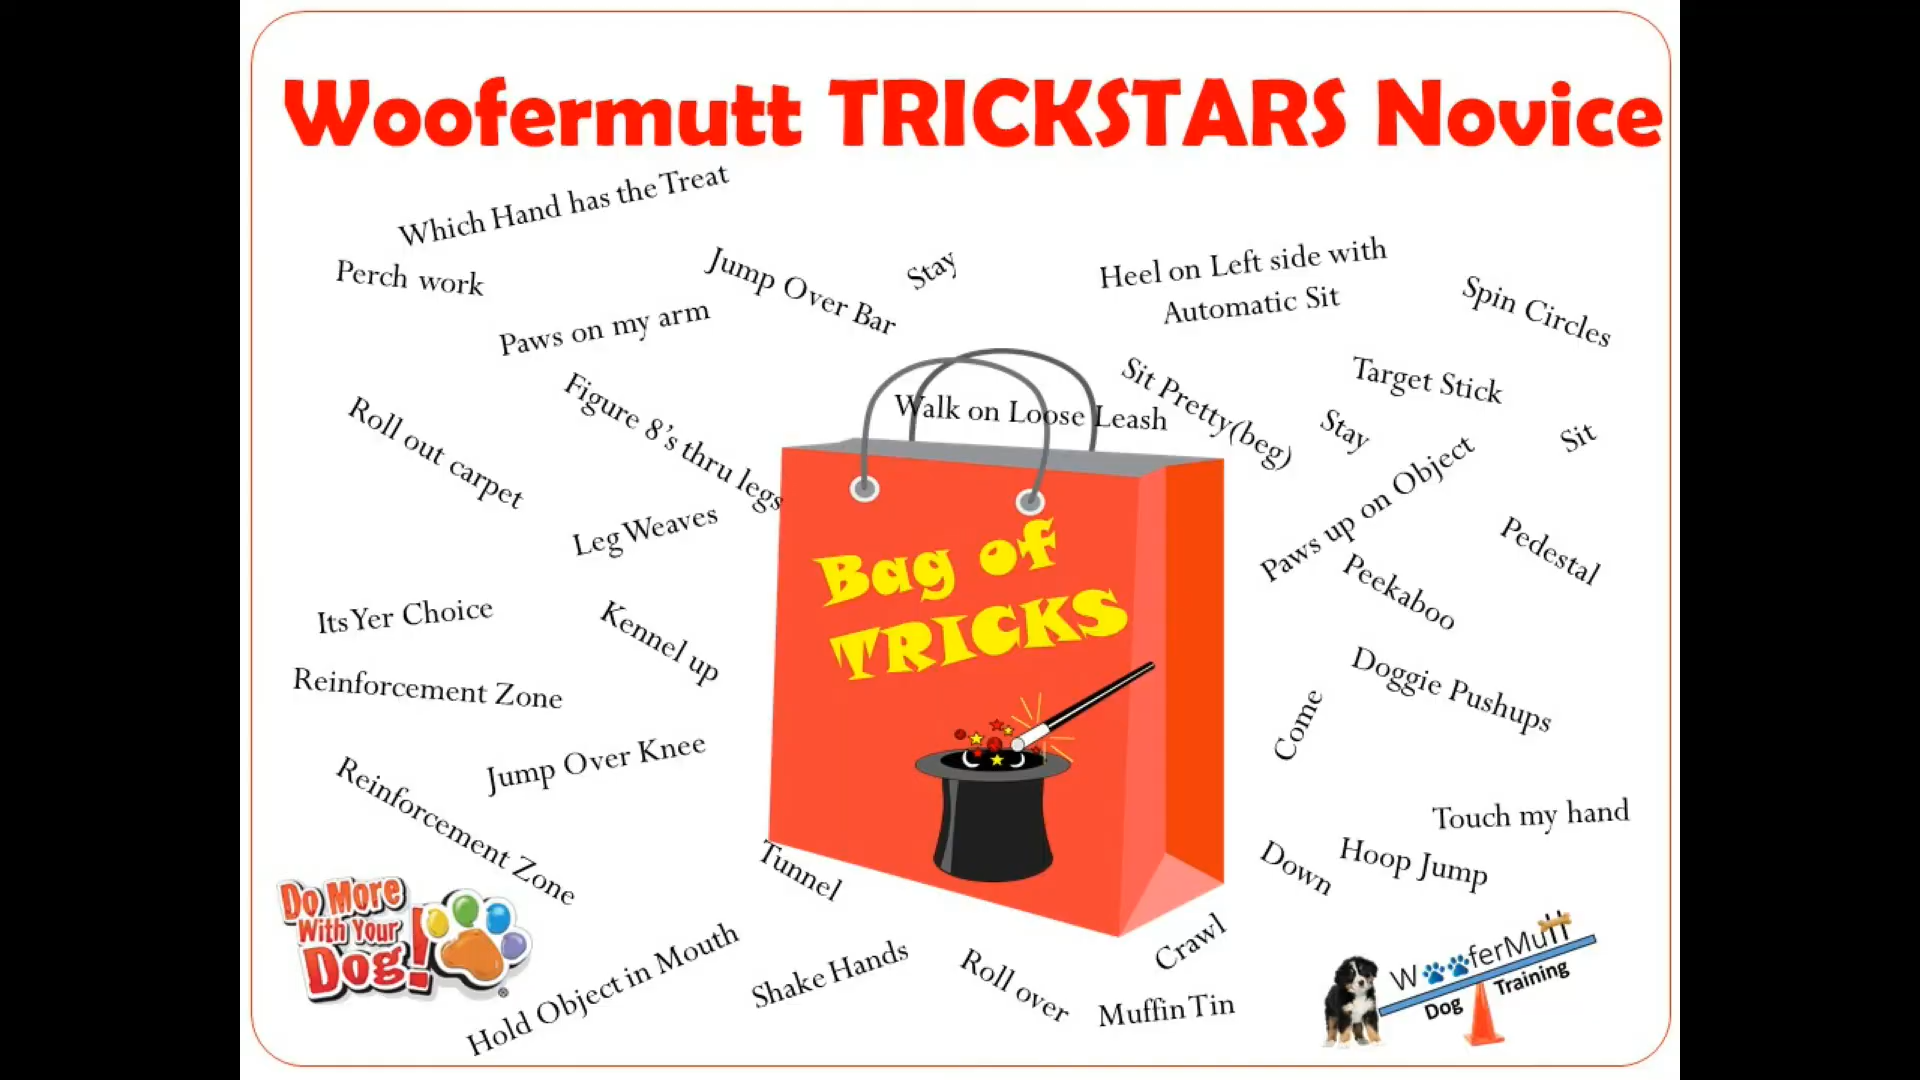 Woofermutt TRICKSTARS Novice
Which Hand has the Treat
Perch work
Jump Over Bar
Stay
Heel on Left side with
Automatic Sit
Spin Circles
Paws on my arm
Target Stick
Sit Pretty(beg)
Walk on Loose Leash
Figure 8's thru legs
Roll out carpet
Stay
Sit
Paws up on Object
Leg Weaves
Pedestal
Peekaboo
Bag of
TRICKS
Its Yer Choice
Kennel up
Reinforcement Zone
Doggie Pushups
Come
Jump Over Knee
Reinforcement Zone
Touch my hand
Hoop Jump
Down
Tunnel
Do More
With Your
Dog!
®
Hold Object in Mouth
Shake Hands
Roll over
Crawl
Muffin Tin
WooferMutt
Dog Training